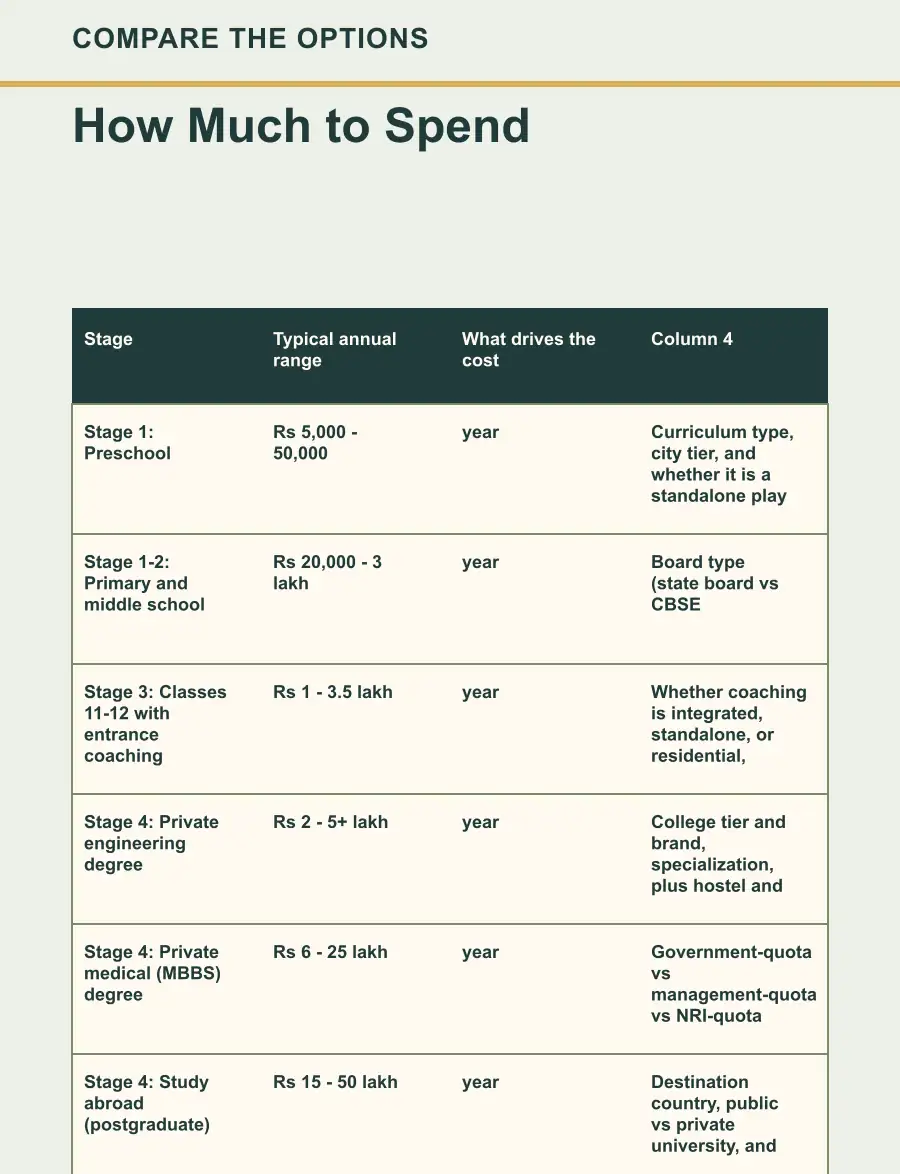 COMPARE THE OPTIONS
How Much to Spend
Stage
Typical annual
range
What drives the
cost
Column 4
Stage 1:
Preschool
Rs 5,000 -
50,000
year
Curriculum type,
city tier, and
whether it is a
standalone play
Stage 1-2:
Primary and
middle school
Rs 20,000 - 3
lakh
year
Board type
(state board vs
CBSE
Stage 3: Classes
11-12 with
entrance
coaching
Rs 1 - 3.5 lakh
year
Whether coaching
is integrated,
standalone, or
residential,
Stage 4: Private
engineering
degree
Rs 2 - 5+ lakh
year
College tier and
brand,
specialization,
plus hostel and
Stage 4: Private
medical (MBBS)
degree
Rs 6 - 25 lakh
year
Government-quota
vs
management-quota
vs NRI-quota
Stage 4: Study
abroad
(postgraduate)
Rs 15 - 50 lakh
year
Destination
country, public
vs private
university, and